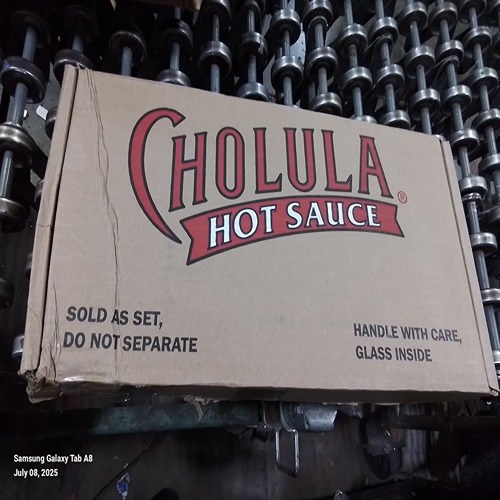 CHOLULA®
HOT SAUCE
SOLD AS SET,
DO NOT SEPARATE
HANDLE WITH CARE,
GLASS INSIDE
Samsung Galaxy Tab A8
July 08, 2025